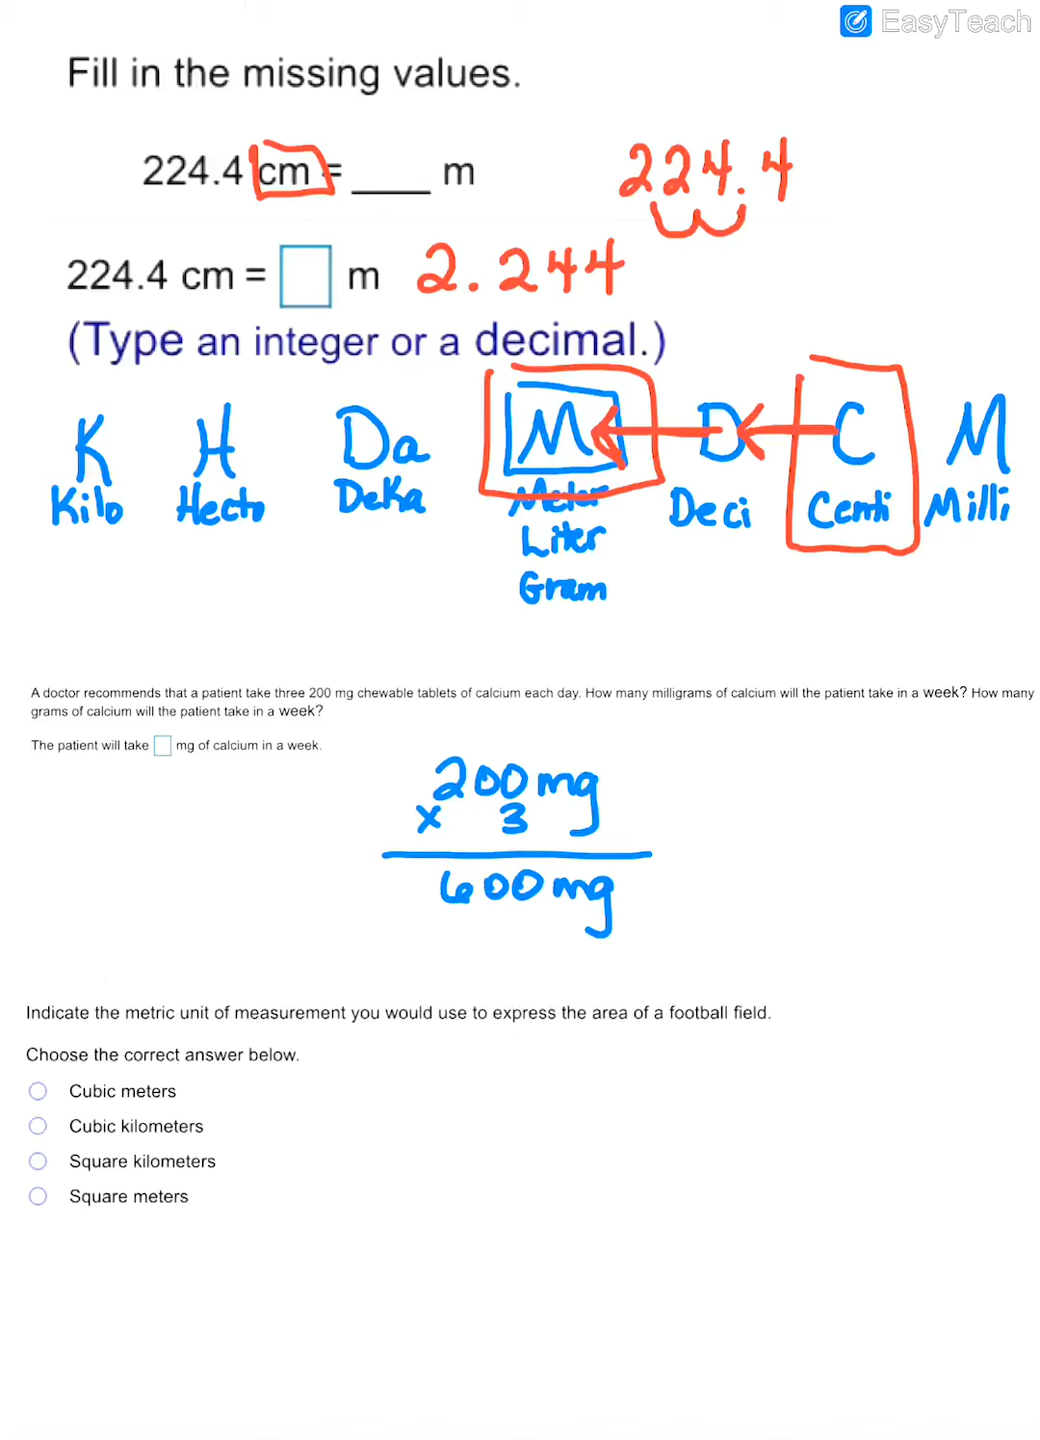 EasyTeach
Fill in the missing values.
224.4 cm = ____ m
224.4
224.4 cm = m 2.244
(Type an integer or a decimal.)
K H Da M D C M
Kilo Hecto Deka Meter Deci Centi Milli
Liter
Gram
A doctor recommends that a patient take three 200 mg chewable tablets of calcium each day. How many milligrams of calcium will the patient take in a week? How many
grams of calcium will the patient take in a week?
The patient will take mg of calcium in a week.
200mg
x 3
600mg
Indicate the metric unit of measurement you would use to express the area of a football field.
Choose the correct answer below.
Cubic meters
Cubic kilometers
Square kilometers
Square meters